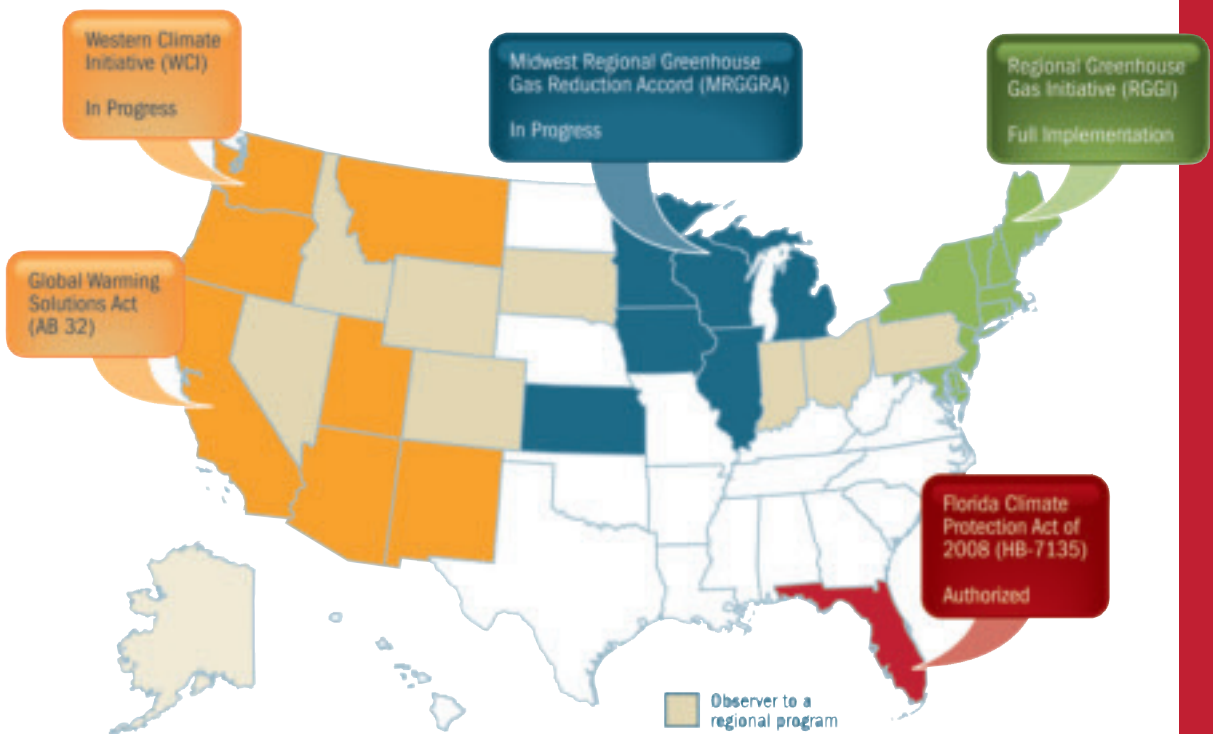 Western Climate
Initiative (WCI)
In Progress
Midwest Regional Greenhouse
Gas Reduction Accord (MRGGRA)
In Progress
Regional Greenhouse
Gas Initiative (RGGI)
Full Implementation
Global Warming
Solutions Act
(AB 32)
Florida Climate
Protection Act of
2008 (HB-7135)
Authorized
Observer to a
regional program